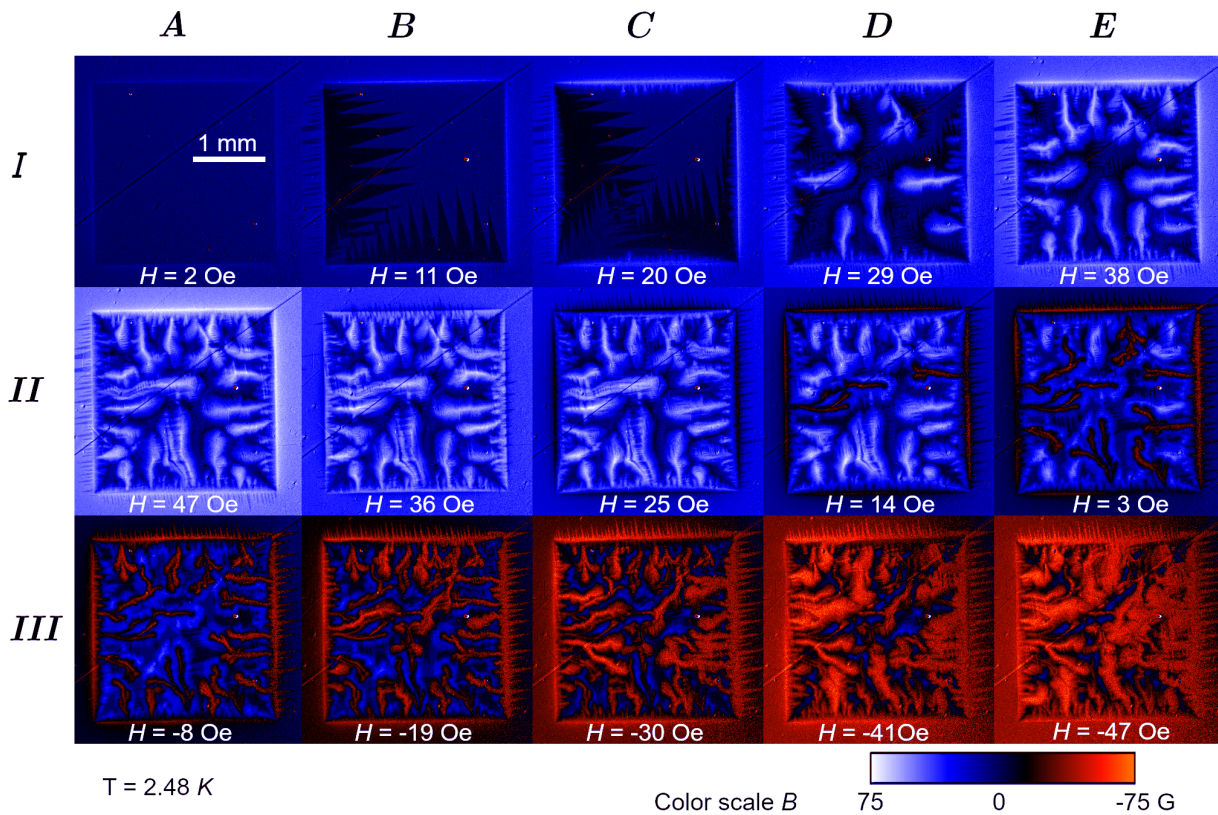 A B C D E
I
1 mm
H = 2 Oe H = 11 Oe H = 20 Oe H = 29 Oe H = 38 Oe
II
H = 47 Oe H = 36 Oe H = 25 Oe H = 14 Oe H = 3 Oe
III
H = -8 Oe H = -19 Oe H = -30 Oe H = -41Oe H = -47 Oe
T = 2.48 K
Color scale B 75 0 -75 G